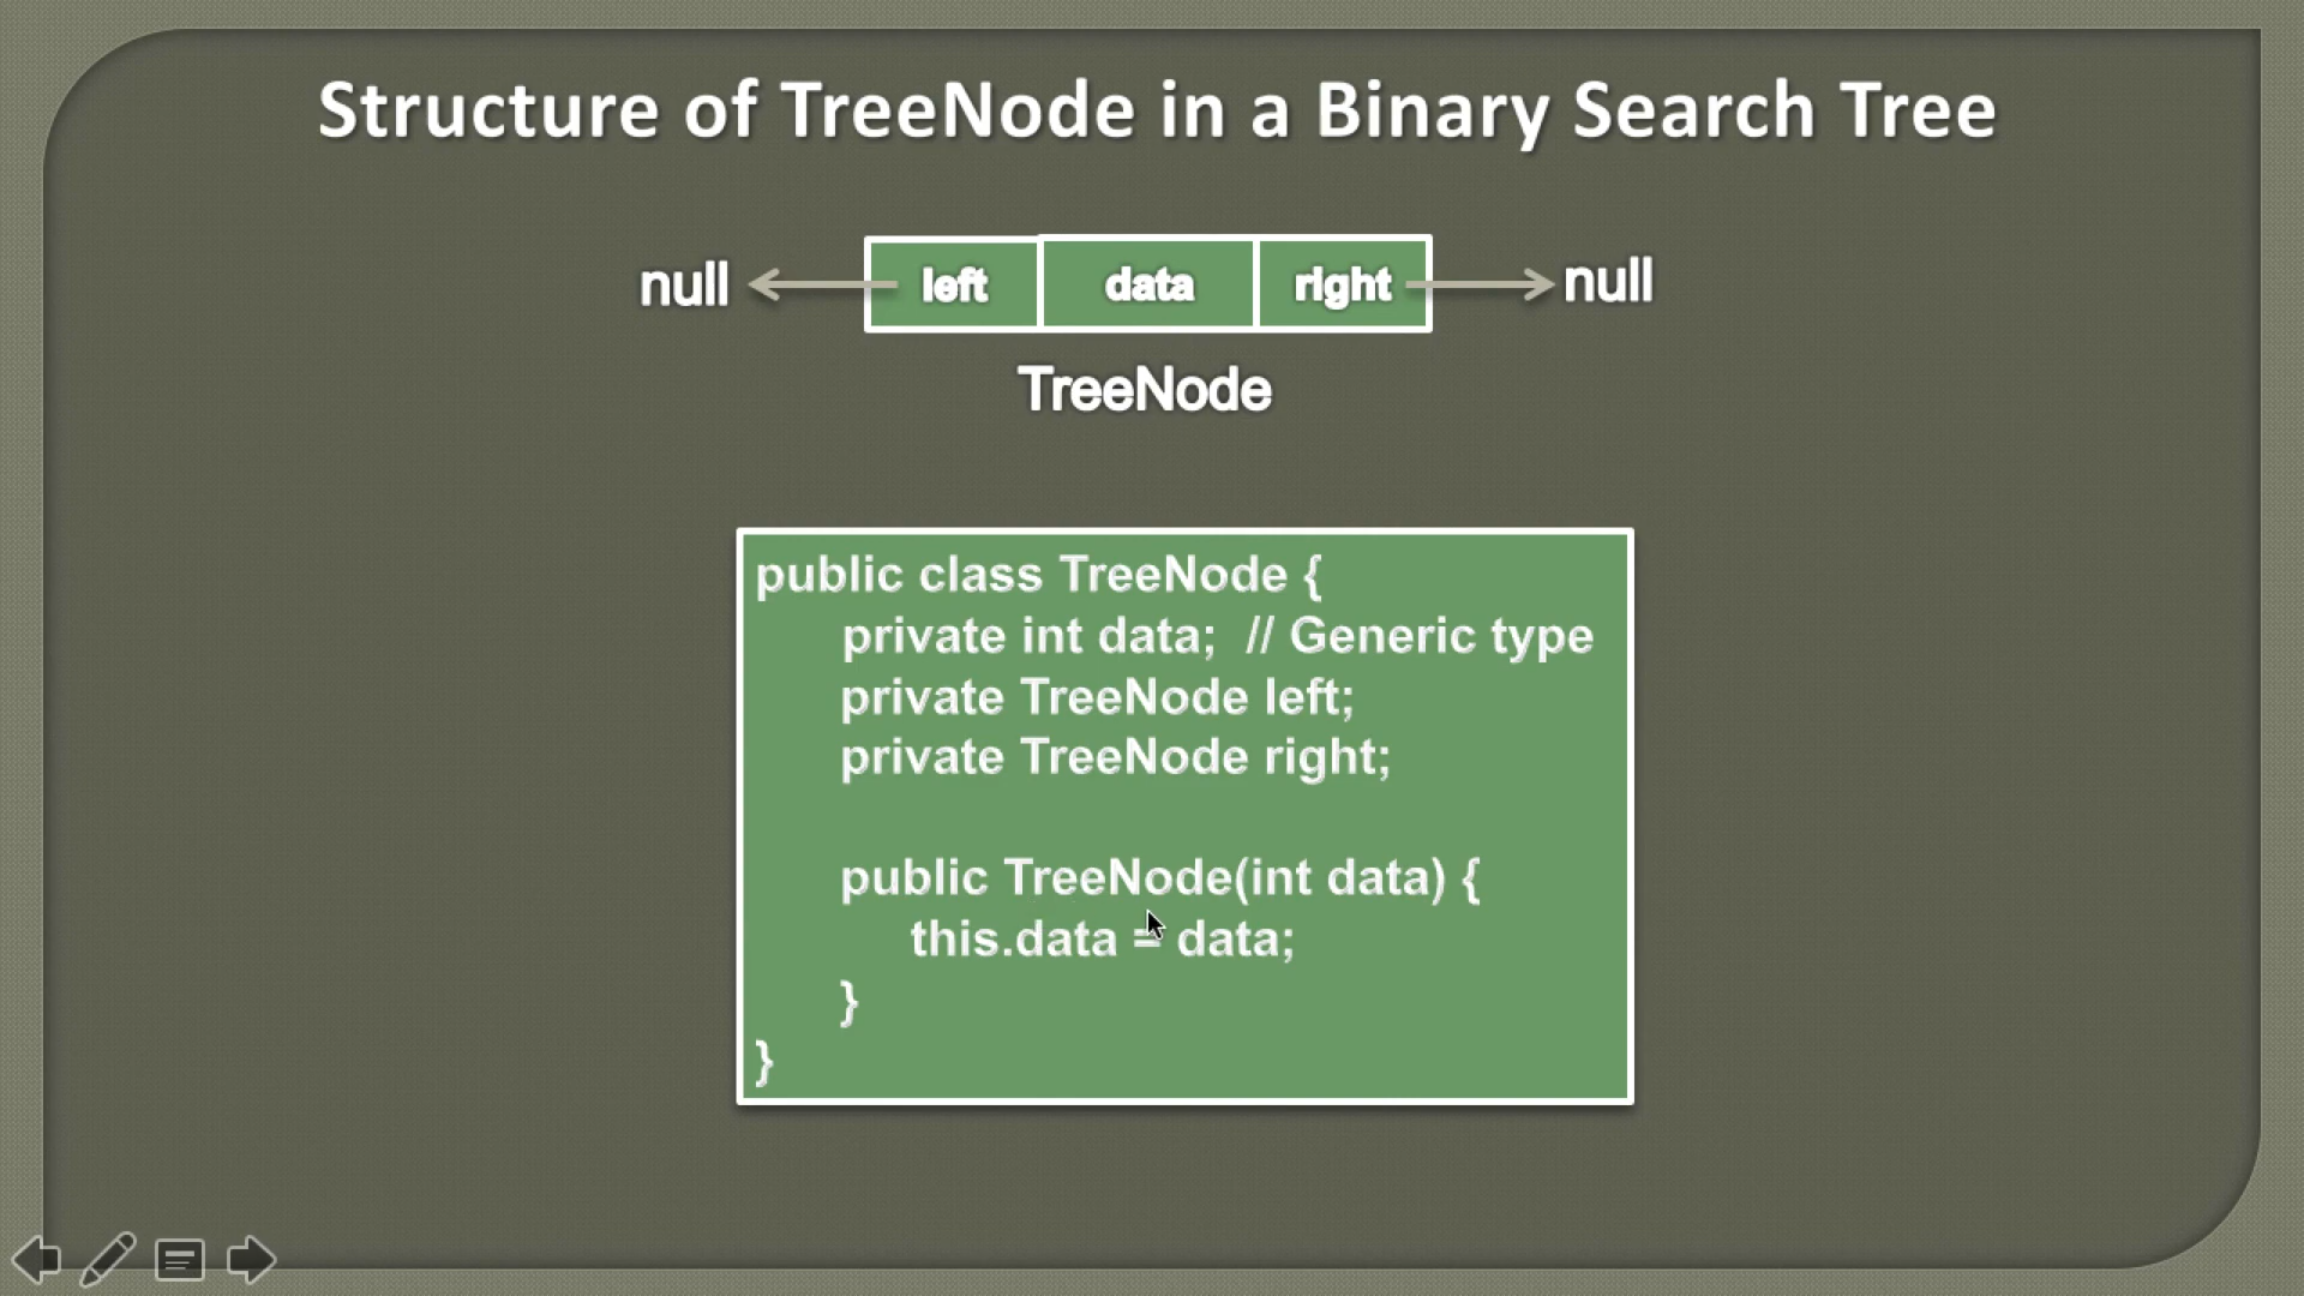 Structure of TreeNode in a Binary Search Tree
null left data right null
TreeNode
public class TreeNode {
private int data; // Generic type
private TreeNode left;
private TreeNode right;
public TreeNode(int data) {
this.data = data;
}
}